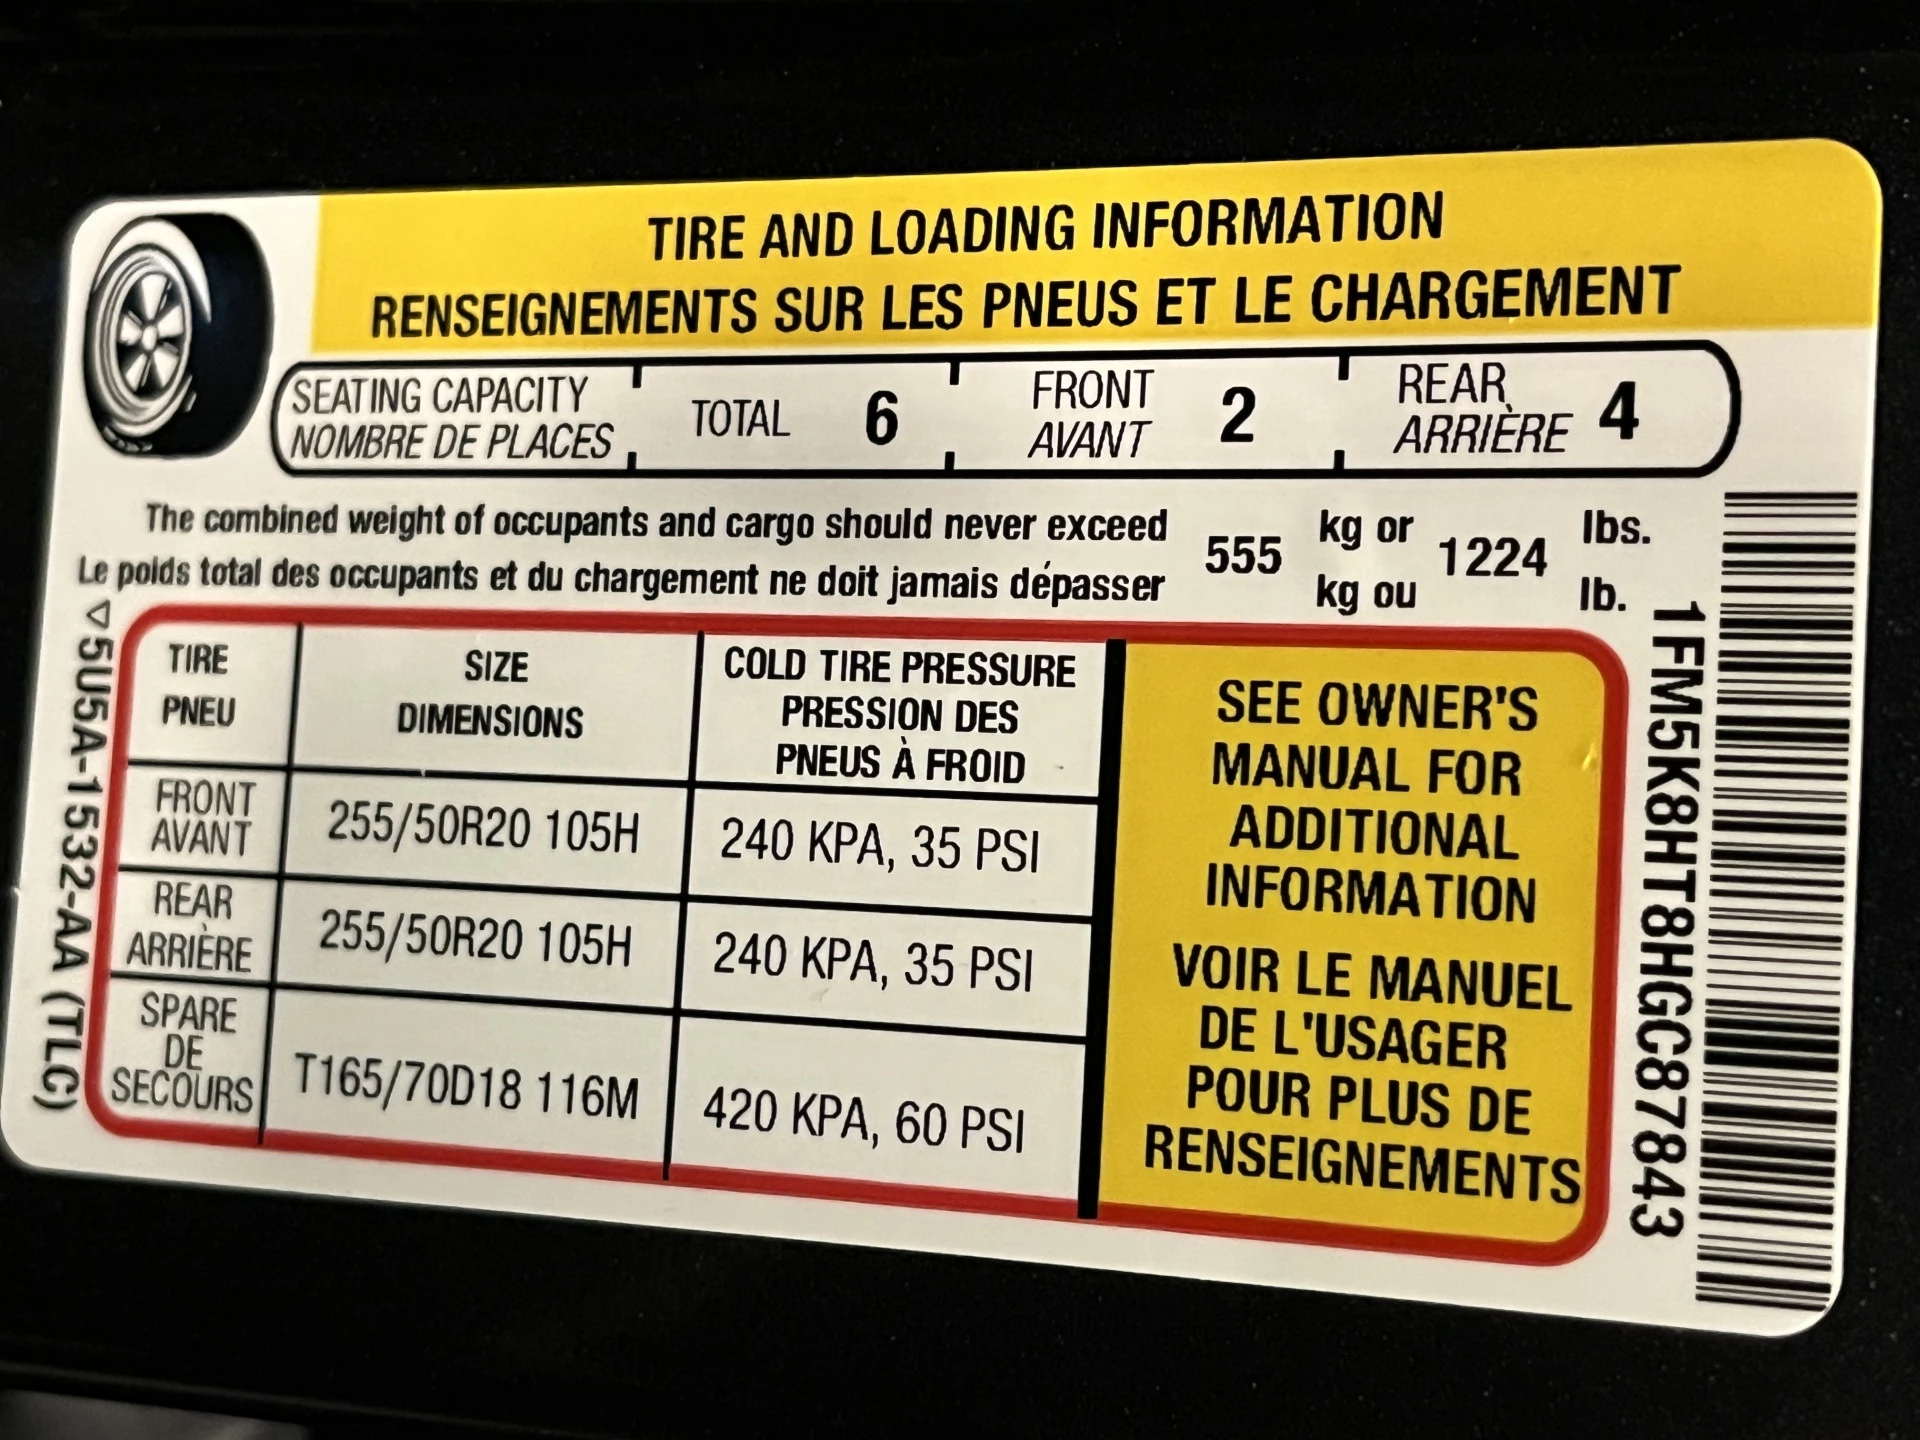 TIRE AND LOADING INFORMATION
RENSEIGNEMENTS SUR LES PNEUS ET LE CHARGEMENT
SEATING CAPACITY
NOMBRE DE PLACES
TOTAL 6
FRONT
AVANT
2
REAR
ARRIÈRE
4
The combined weight of occupants and cargo should never exceed
Le poids total des occupants et du chargement ne doit jamais dépasser
555
kg or
kg ou
1224
lbs.
lb.
TIRE
PNEU
SIZE
DIMENSIONS
COLD TIRE PRESSURE
PRESSION DES
PNEUS À FROID
FRONT
AVANT
255/50R20 105H
240 KPA, 35 PSI
REAR
ARRIÈRE
255/50R20 105H
240 KPA, 35 PSI
SPARE
DE
SECOURS
T165/70D18 116M
420 KPA, 60 PSI
SEE OWNER'S
MANUAL FOR
ADDITIONAL
INFORMATION
VOIR LE MANUEL
DE L'USAGER
POUR PLUS DE
RENSEIGNEMENTS
▽5U5A-1532-AA (TLC)
1FM5K8HT8HGC87843